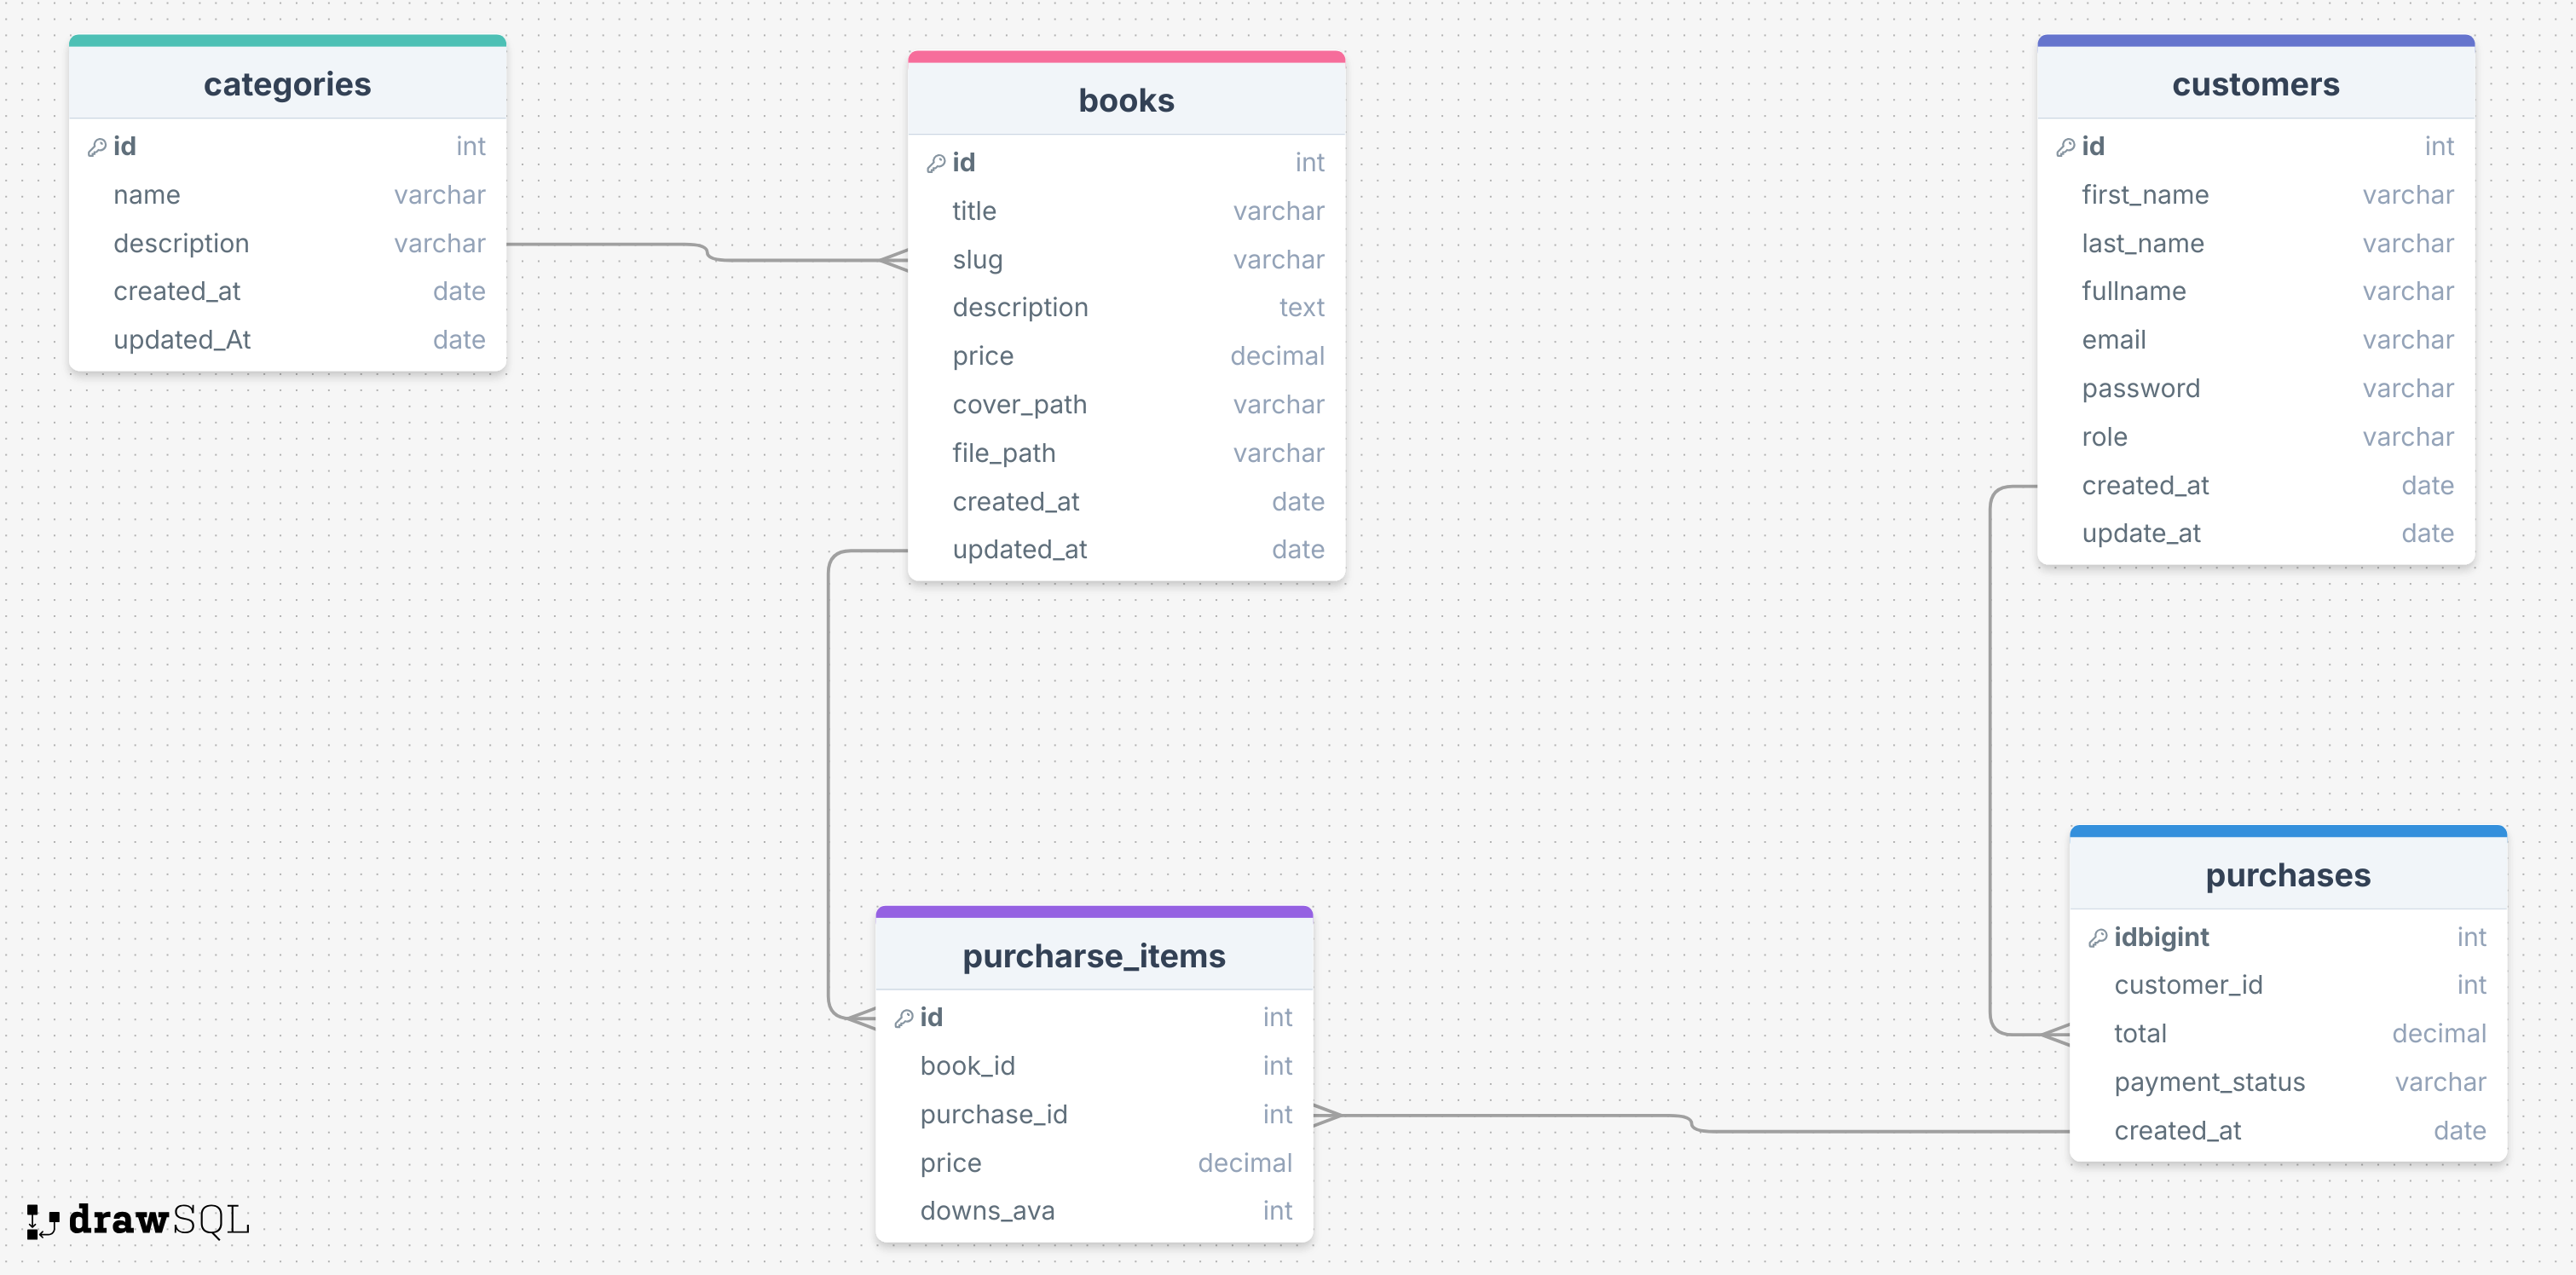 categories
id int
name varchar
description varchar
created_at date
updated_At date
books
id int
title varchar
slug varchar
description text
price decimal
cover_path varchar
file_path varchar
created_at date
updated_at date
customers
id int
first_name varchar
last_name varchar
fullname varchar
email varchar
password varchar
role varchar
created_at date
update_at date
purcharse_items
id int
book_id int
purchase_id int
price decimal
downs_ava int
purchases
idbigint int
customer_id int
total decimal
payment_status varchar
created_at date
drawSQL